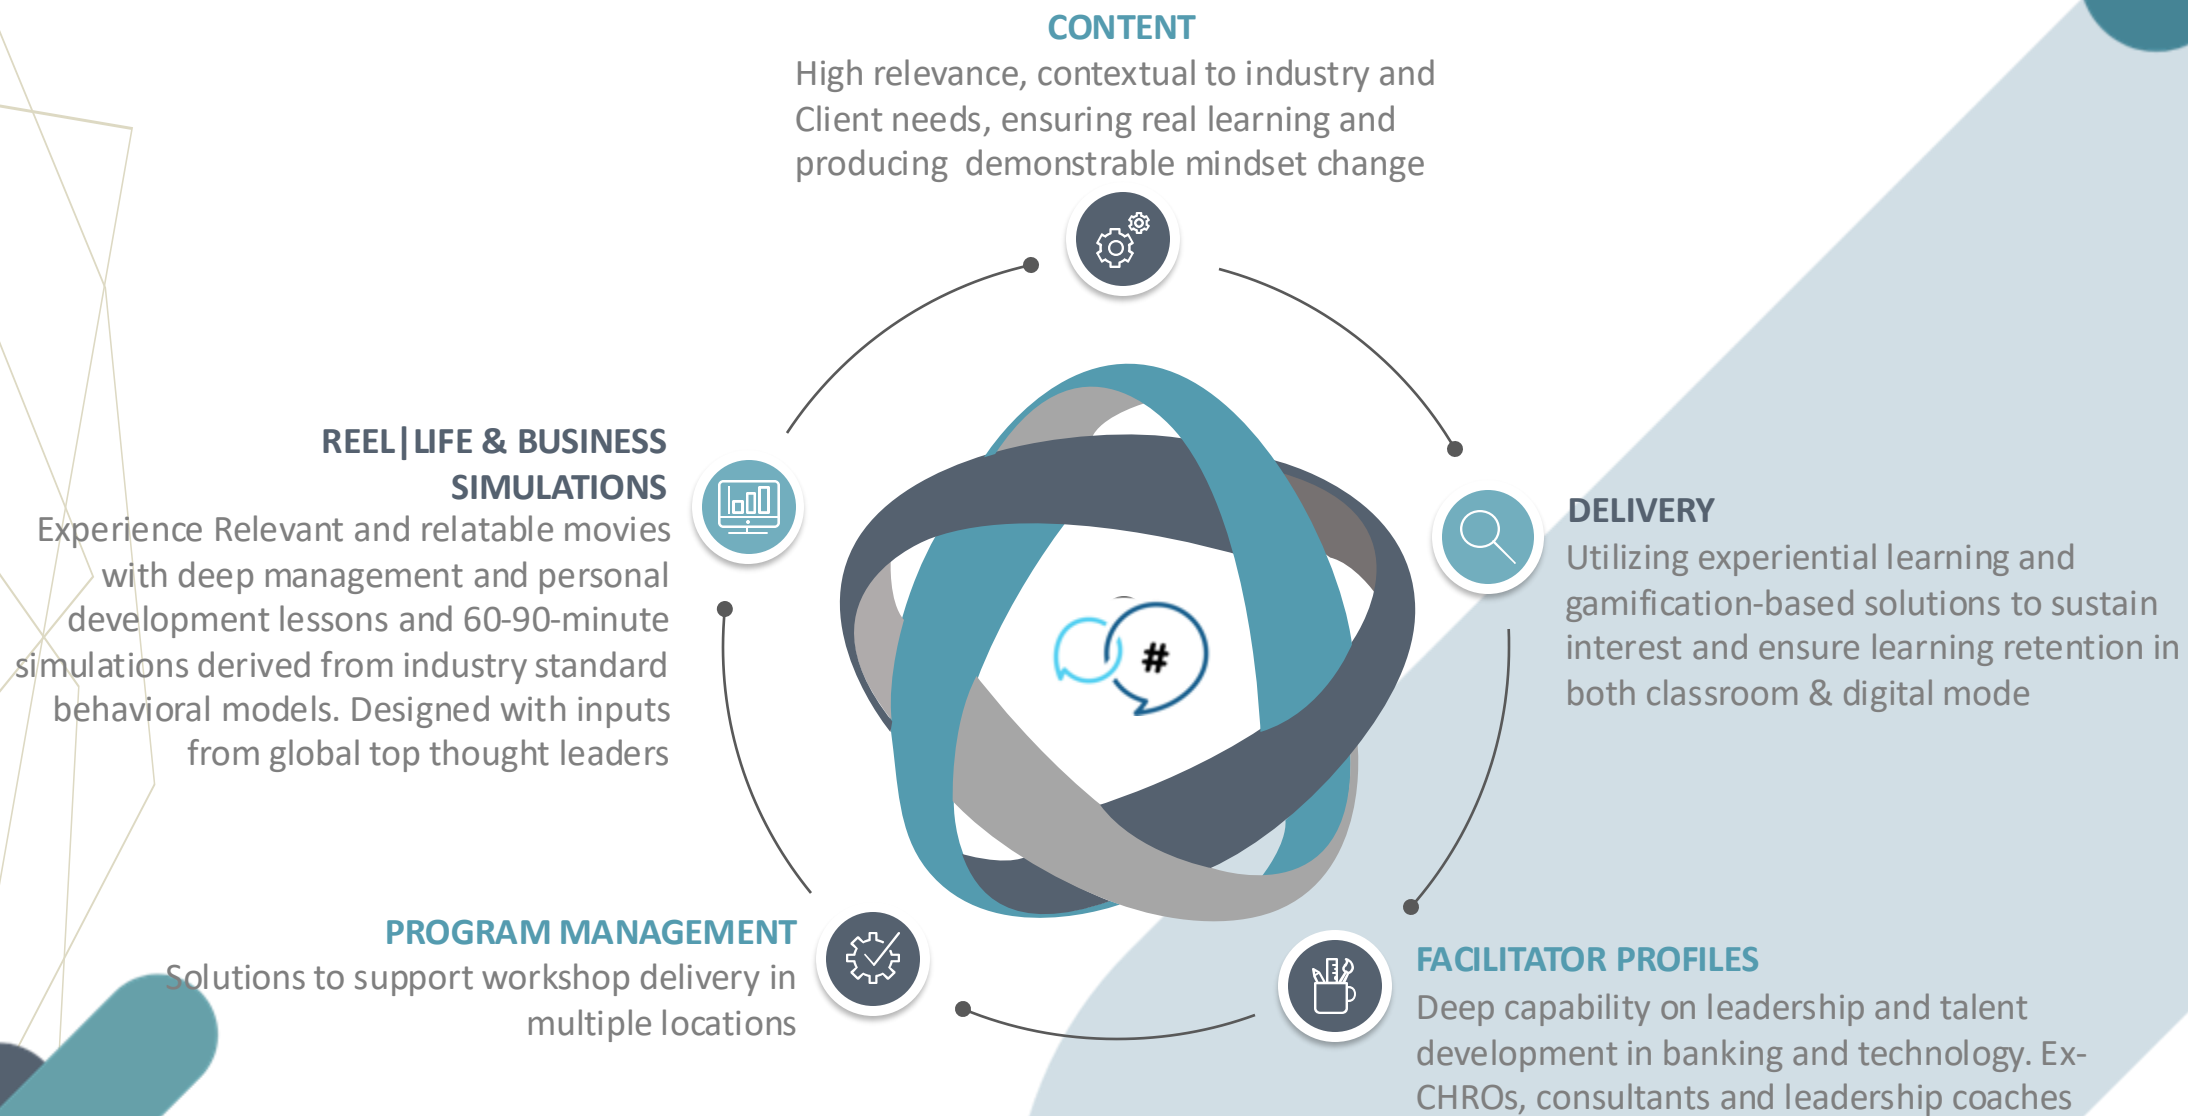 CONTENT
High relevance, contextual to industry and
Client needs, ensuring real learning and
producing  demonstrable mindset change
REEL|LIFE & BUSINESS
SIMULATIONS
Experience Relevant and relatable movies
with deep management and personal
development lessons and 60-90-minute
simulations derived from industry standard
behavioral models. Designed with inputs
from global top thought leaders
#
DELIVERY
Utilizing experiential learning and
gamification-based solutions to sustain
interest and ensure learning retention in
both classroom & digital mode
PROGRAM MANAGEMENT
Solutions to support workshop delivery in
multiple locations
FACILITATOR PROFILES
Deep capability on leadership and talent
development in banking and technology. Ex-
CHROs, consultants and leadership coaches